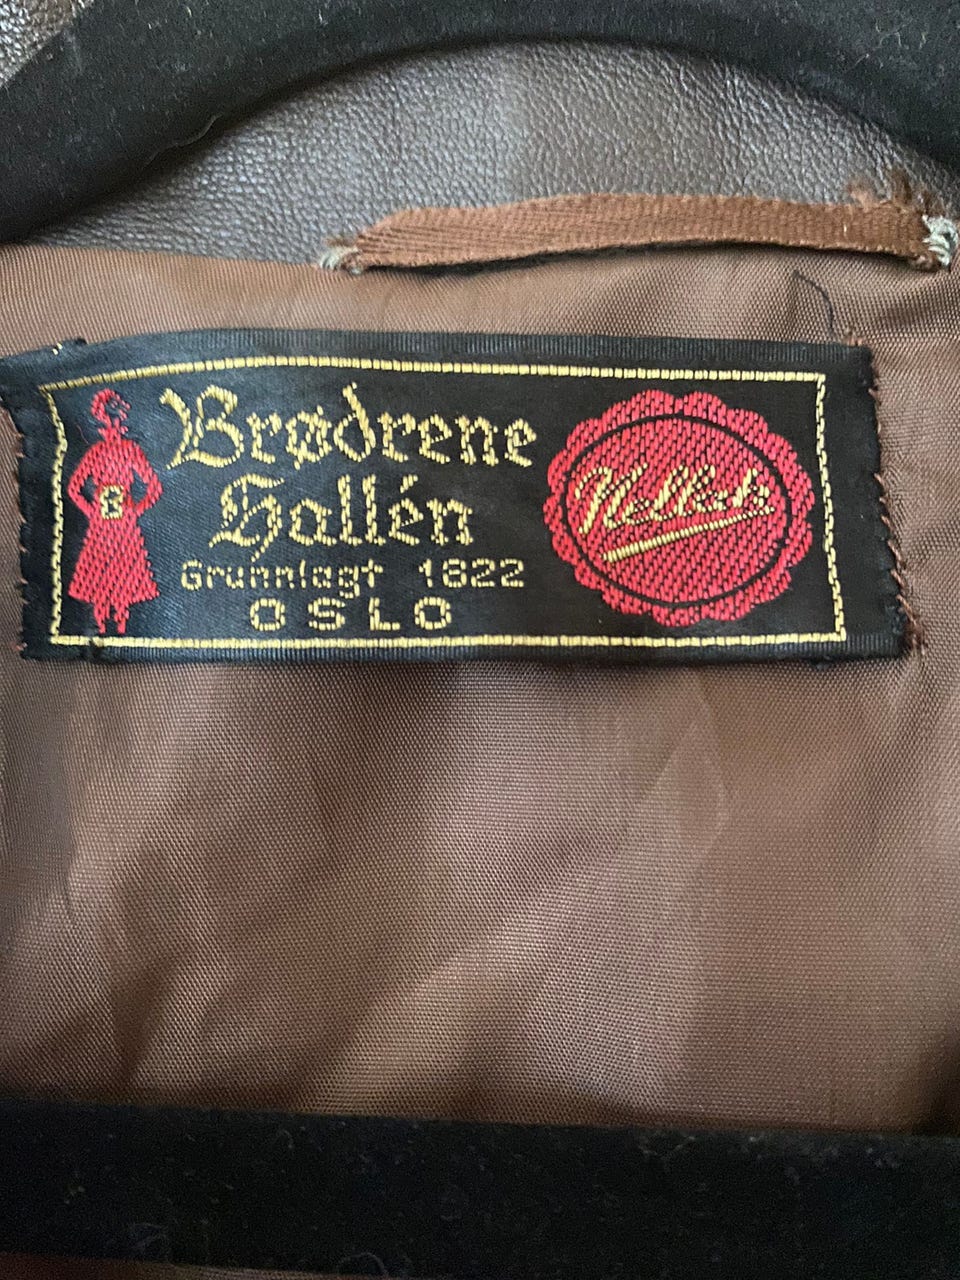 Brødrene
Hallén
Grunnlagt 1822
OSLO